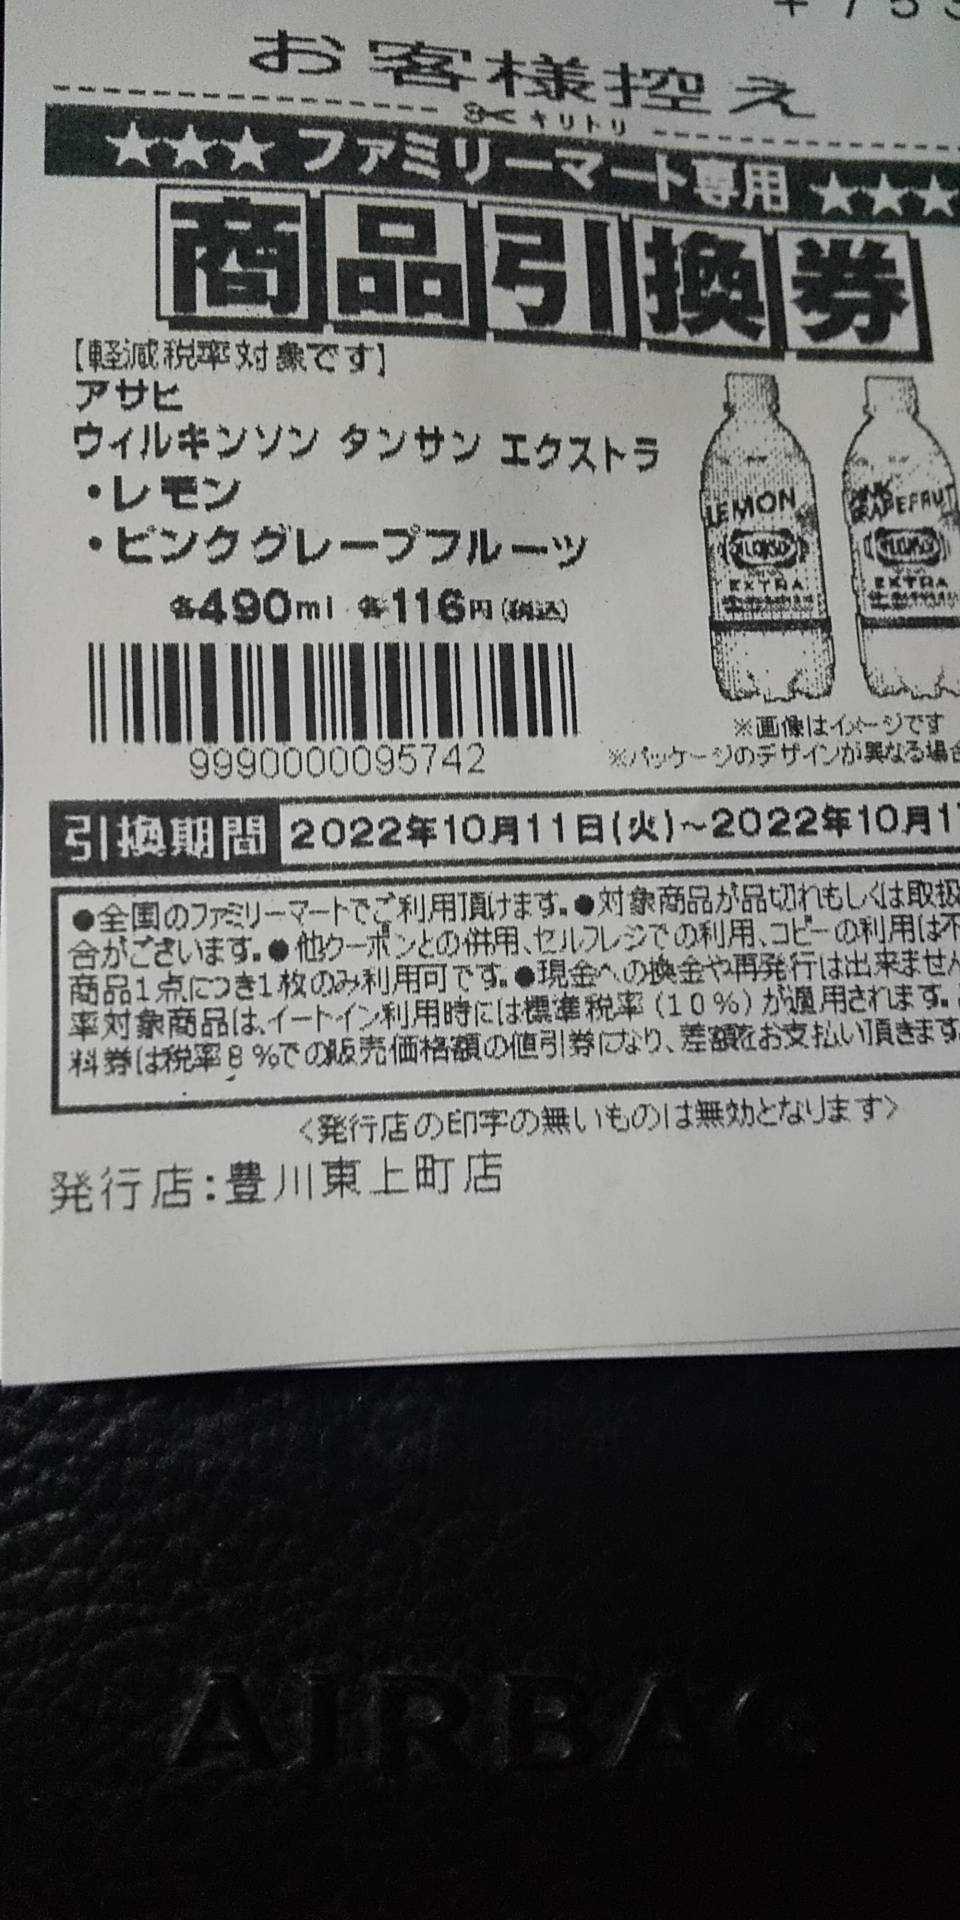 お客様控え
キリトリ
★★★ ファミリーマート専用 ★★★
商品引換券
【軽減税率対象です】
アサヒ
ウィルキンソン タンサン エクストラ
・レモン
・ピンクグレープフルーツ
各490ml 各116円(税込)
LEMON
EXTRA
PINK
GRAPEFRUIT
EXTRA
9990000095742
※画像はイメージです
※パッケージのデザインが異なる場合
引換期間 2022年10月11日(火)~2022年10月17
●全国のファミリーマートでご利用頂けます。●対象商品が品切れもしくは取扱
合がございます。●他クーポンとの併用、セルフレジでの利用、コピーの利用は不
商品1点につき1枚のみ利用可です。●現金への換金や再発行は出来ません
率対象商品は、イートイン利用時には標準税率(10%)が適用されます。
料券は税率8%での販売価格額の値引券になり、差額をお支払い頂きます
<発行店の印字の無いものは無効となります>
発行店:豊川東上町店
AIRBAG